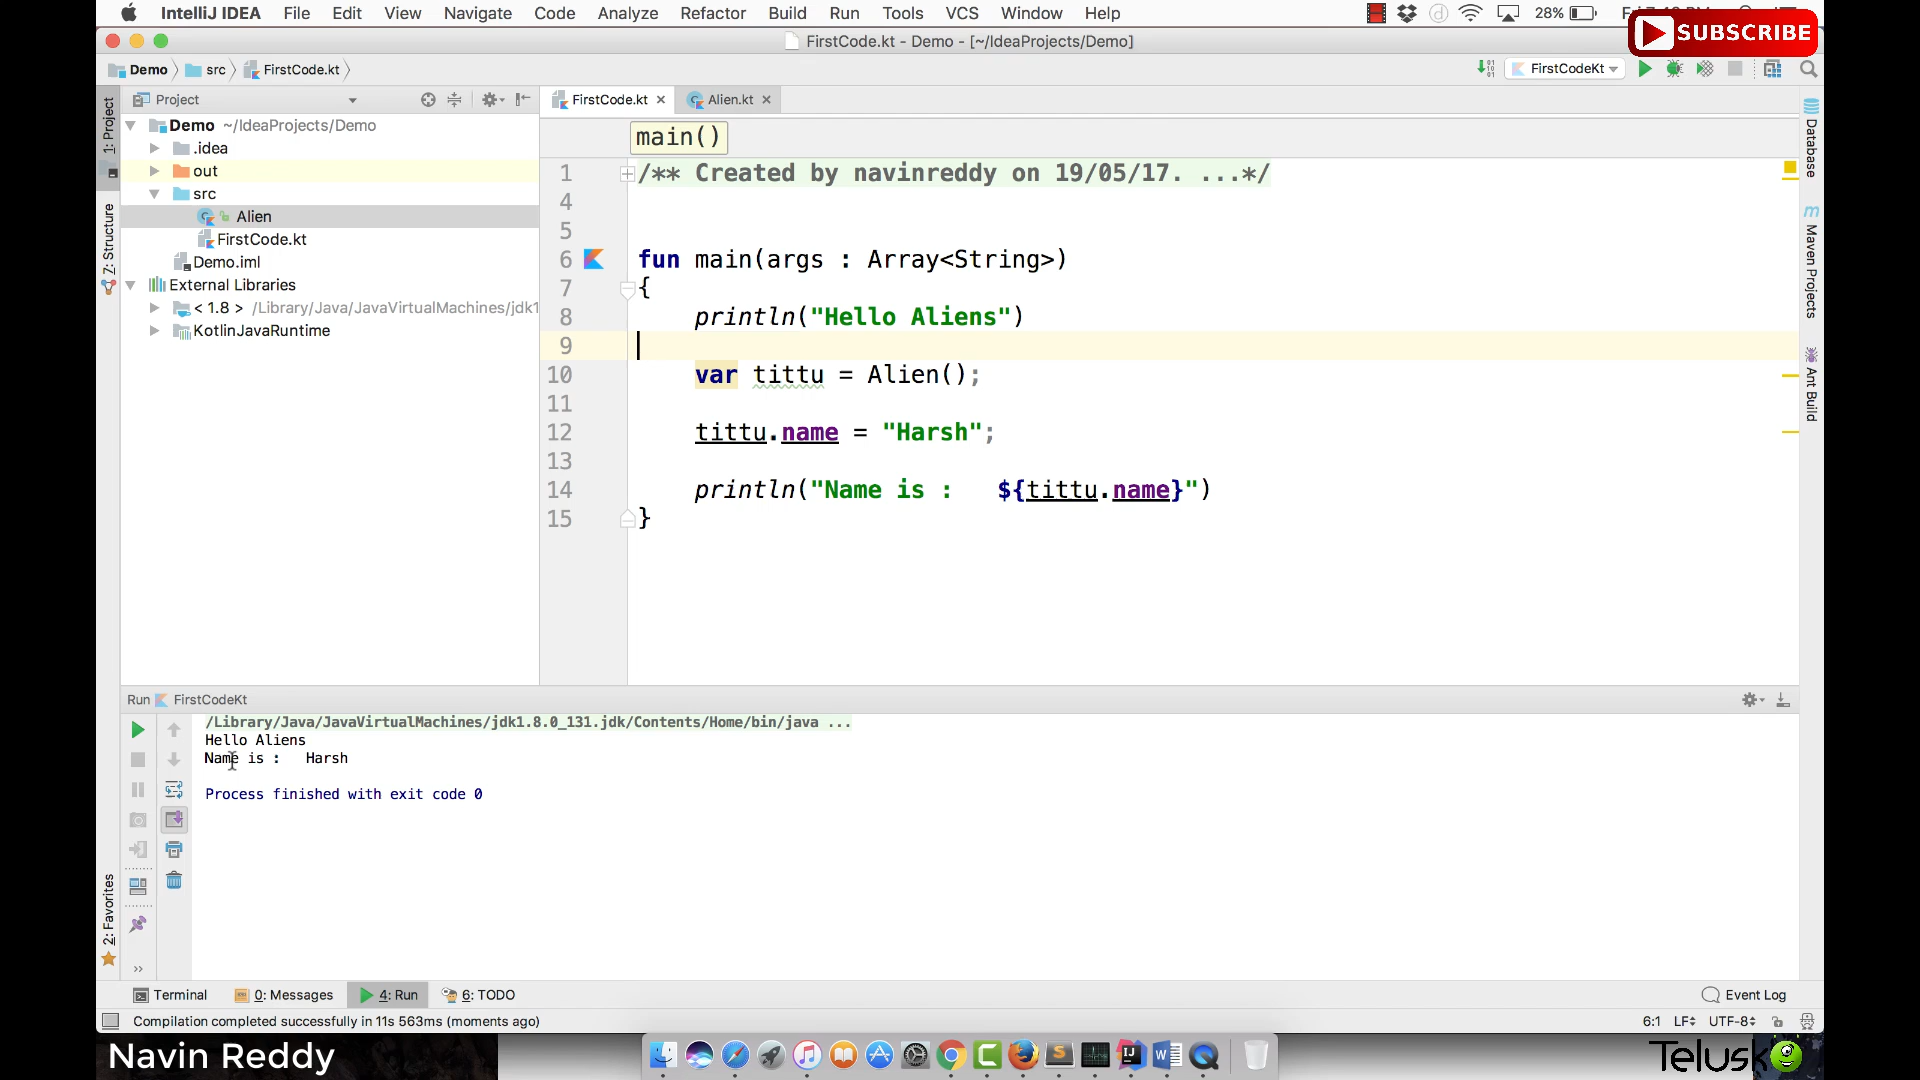 IntelliJ IDEA File Edit View Navigate Code Analyze Refactor Build Run Tools VCS Window Help 28%
SUBSCRIBE
FirstCode.kt - Demo - [~/IdeaProjects/Demo]
Demo src FirstCode.kt FirstCodeKt
Project FirstCode.kt Alien.kt
main()
Demo ~/IdeaProjects/Demo
.idea
out
src
Alien
FirstCode.kt
Demo.iml
External Libraries
< 1.8 > /Library/Java/JavaVirtualMachines/jdk1
KotlinJavaRuntime
1: Project
Z: Structure
2: Favorites
1 /** Created by navinreddy on 19/05/17. ...*/
4
5
6 fun main(args : Array<String>)
7 {
8 println("Hello Aliens")
9
10 var tittu = Alien();
11
12 tittu.name = "Harsh";
13
14 println("Name is :   ${tittu.name}")
15 }
Database
Maven Projects
Ant Build
Run FirstCodeKt
/Library/Java/JavaVirtualMachines/jdk1.8.0_131.jdk/Contents/Home/bin/java ...
Hello Aliens
Name is :   Harsh
Process finished with exit code 0
Terminal 0: Messages 4: Run 6: TODO Event Log
Compilation completed successfully in 11s 563ms (moments ago) 6:1 LF UTF-8
Navin Reddy
Telusko